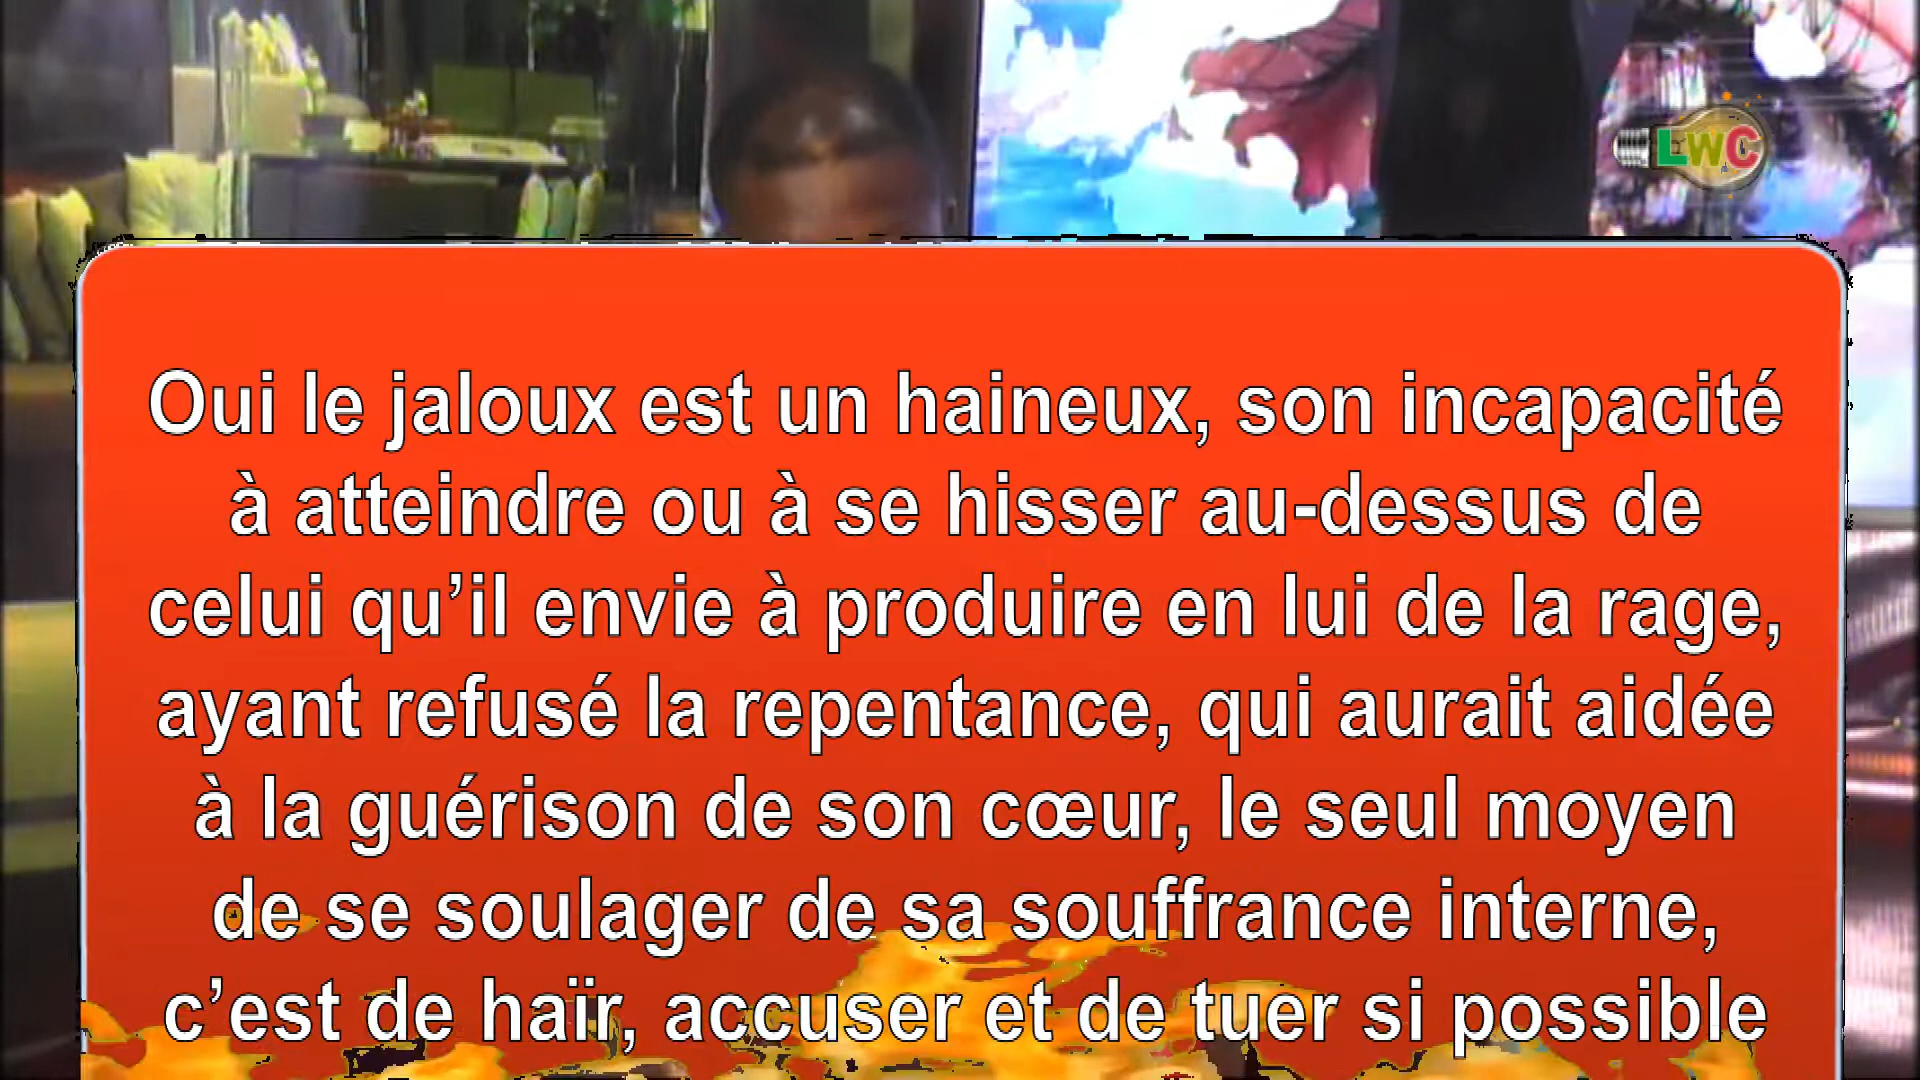 LWC
Oui le jaloux est un haineux, son incapacité
à atteindre ou à se hisser au-dessus de
celui qu’il envie à produire en lui de la rage,
ayant refusé la repentance, qui aurait aidée
à la guérison de son cœur, le seul moyen
de se soulager de sa souffrance interne,
c’est de haïr, accuser et de tuer si possible